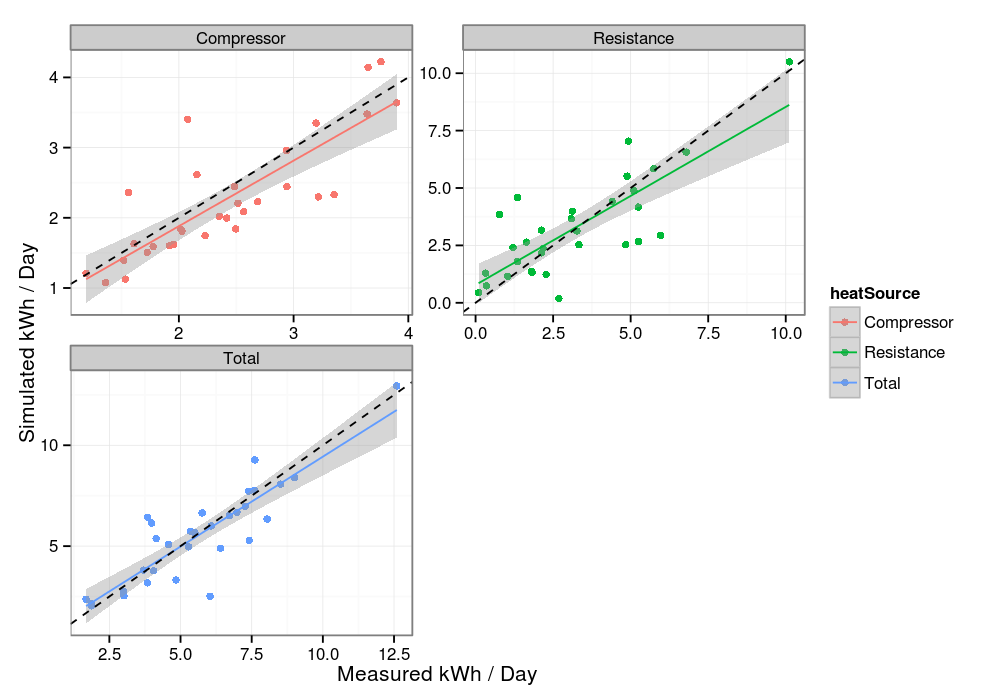 Compressor
Resistance
4
3
2
1
2
3
4
10.0
7.5
5.0
2.5
0.0
0.0
2.5
5.0
7.5
10.0
Total
10
5
2.5
5.0
7.5
10.0
12.5
Simulated kWh / Day
Measured kWh / Day
heatSource
Compressor
Resistance
Total